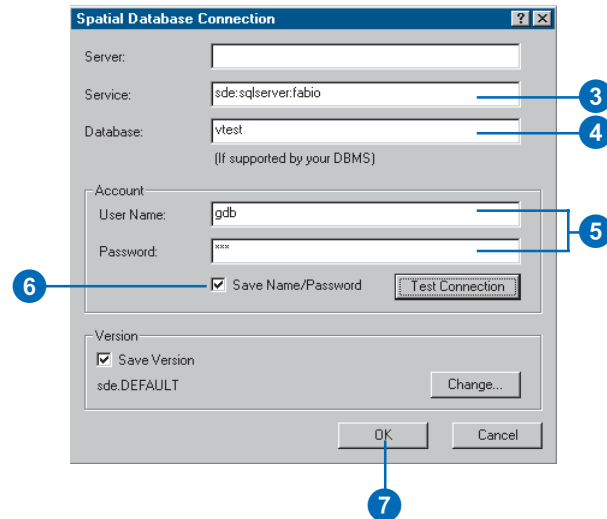 Spatial Database Connection
Server:
Service: sde:sqlserver:fabio 3
Database: vtest 4
(If supported by your DBMS)
Account
User Name: gdb
5
Password: ***
6 Save Name/Password Test Connection
Version
Save Version
sde.DEFAULT Change...
OK Cancel
7